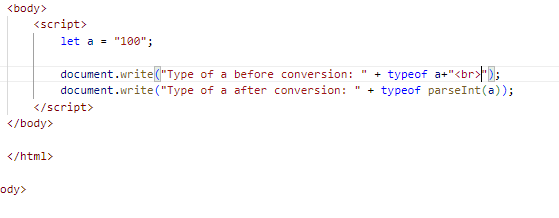 <body>
<script>
let a = "100";
document.write("Type of a before conversion: " + typeof a+"<br>");
document.write("Type of a after conversion: " + typeof parseInt(a));
</script>
</body>
</html>
ody>